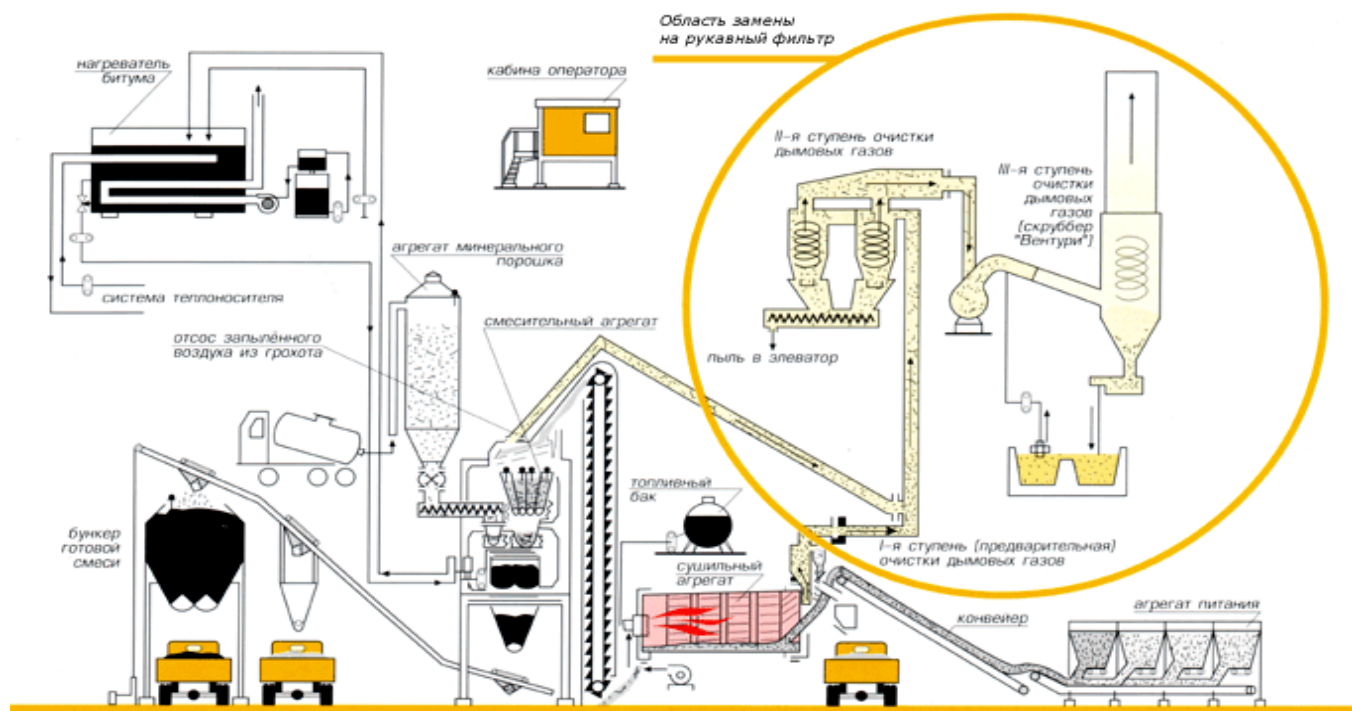 Область замены
на рукавный фильтр
нагреватель
битума
кабина оператора
II-я ступень очистки
дымовых газов
III-я ступень
очистки
дымовых
газов
(скруббер
"Вентури")
агрегат минерального
порошка
система теплоносителя
смесительный агрегат
отсос запылённого
воздуха из грохота
пыль в элеватор
топливный
бак
бункер
готовой
смеси
I-я ступень (предварительная)
очистки дымовых газов
сушильный
агрегат
конвейер
агрегат питания